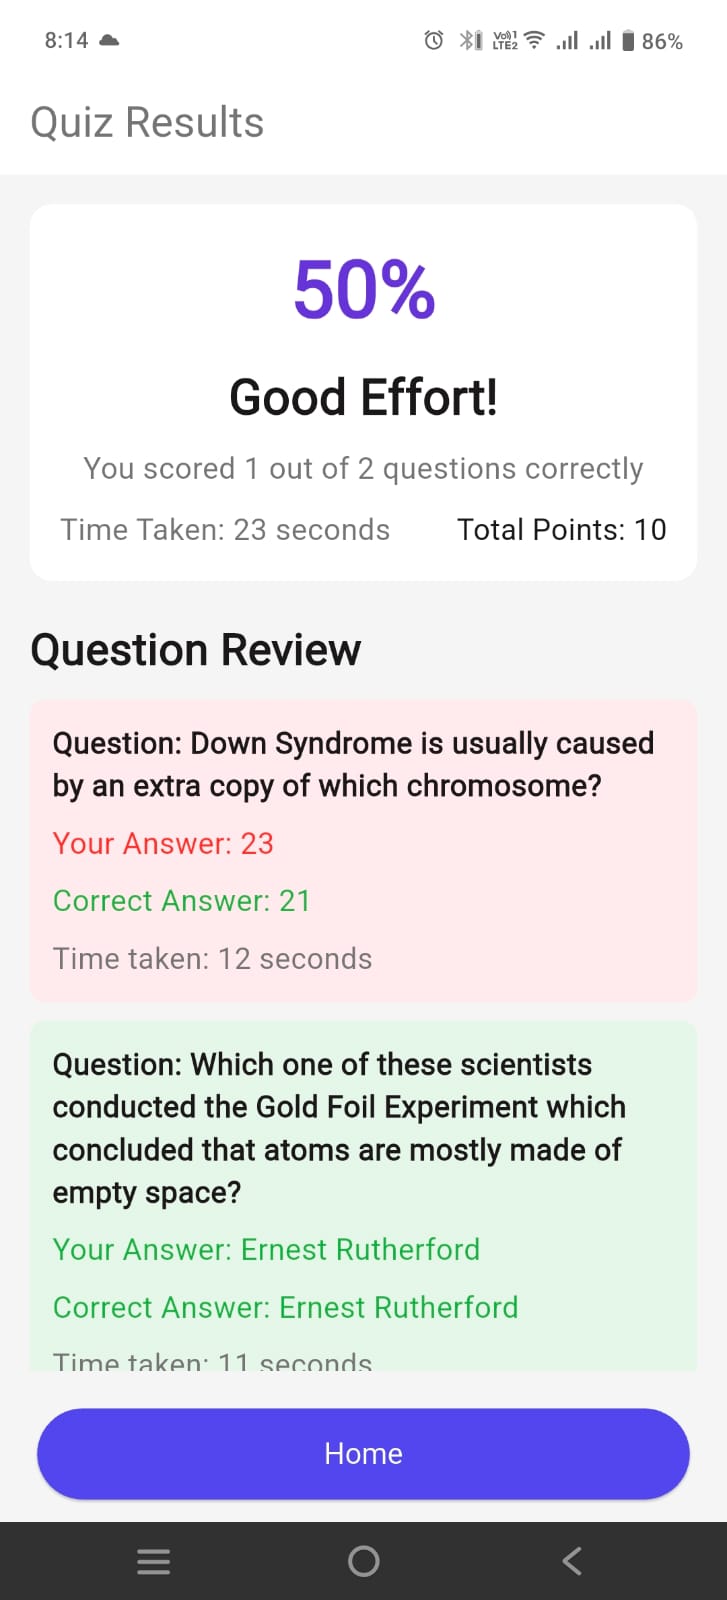 8:14
Vo) 1
LTE2
86%
Quiz Results
50%
Good Effort!
You scored 1 out of 2 questions correctly
Time Taken: 23 seconds
Total Points: 10
Question Review
Question: Down Syndrome is usually caused
by an extra copy of which chromosome?
Your Answer: 23
Correct Answer: 21
Time taken: 12 seconds
Question: Which one of these scientists
conducted the Gold Foil Experiment which
concluded that atoms are mostly made of
empty space?
Your Answer: Ernest Rutherford
Correct Answer: Ernest Rutherford
Time taken: 11 seconds
Home